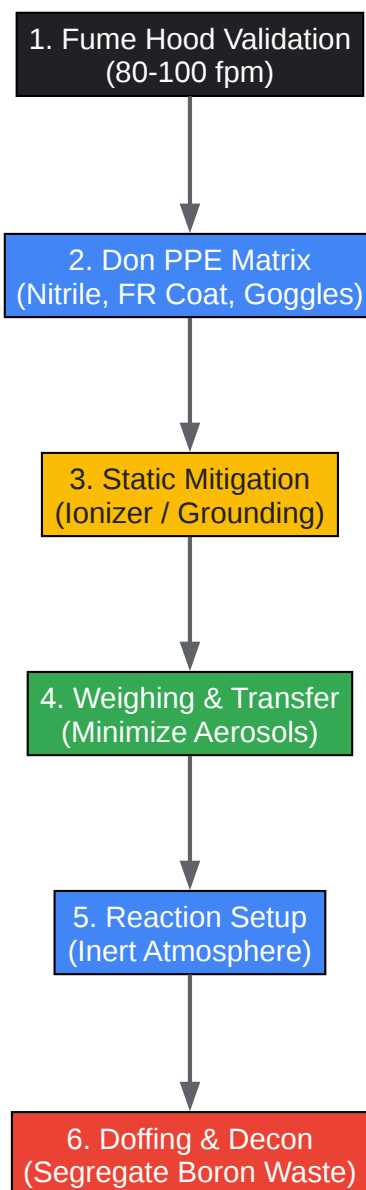 1. Fume Hood Validation
(80-100 fpm)
2. Don PPE Matrix
(Nitrile, FR Coat, Goggles)
3. Static Mitigation
(Ionizer / Grounding)
4. Weighing & Transfer
(Minimize Aerosols)
5. Reaction Setup
(Inert Atmosphere)
6. Doffing & Decon
(Segregate Boron Waste)